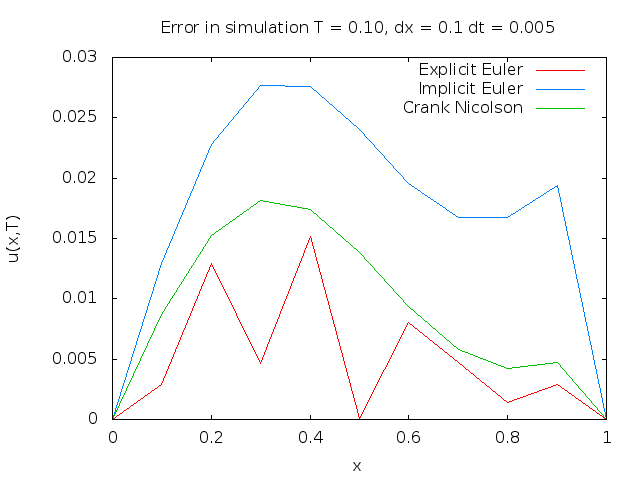 Error in simulation T = 0.10, dx = 0.1 dt = 0.005
Explicit Euler
Implicit Euler
Crank Nicolson
u(x,T)
0.03
0.025
0.02
0.015
0.01
0.005
0
0 0.2 0.4 0.6 0.8 1
x